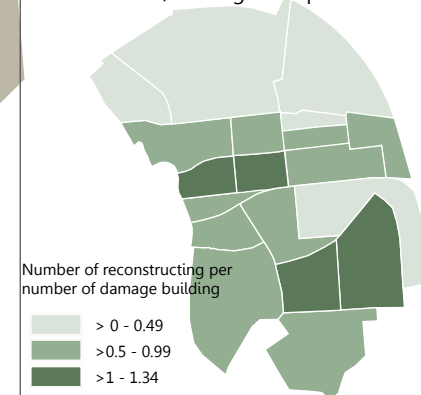 Number of reconstructing per
number of damage building
> 0 - 0.49
>0.5 - 0.99
>1 - 1.34